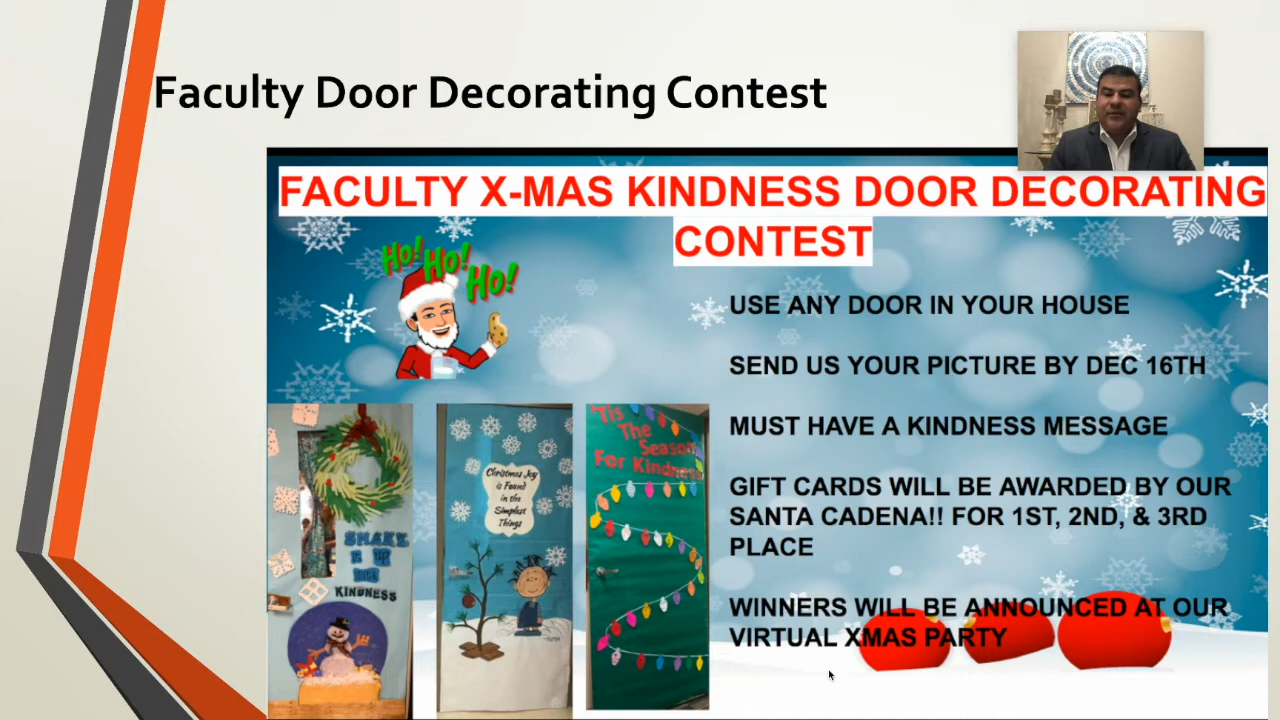 Faculty Door Decorating Contest
FACULTY X-MAS KINDNESS DOOR DECORATING
CONTEST
Ho! Ho! Ho!
USE ANY DOOR IN YOUR HOUSE
SEND US YOUR PICTURE BY DEC 16TH
MUST HAVE A KINDNESS MESSAGE
GIFT CARDS WILL BE AWARDED BY OUR
SANTA CADENA!! FOR 1ST, 2ND, & 3RD
PLACE
WINNERS WILL BE ANNOUNCED AT OUR
VIRTUAL XMAS PARTY
SHAKE
KINDNESS
Christmas Joy
is Found
in the
Simplest
Things
'Tis
The
Season
For Kindness